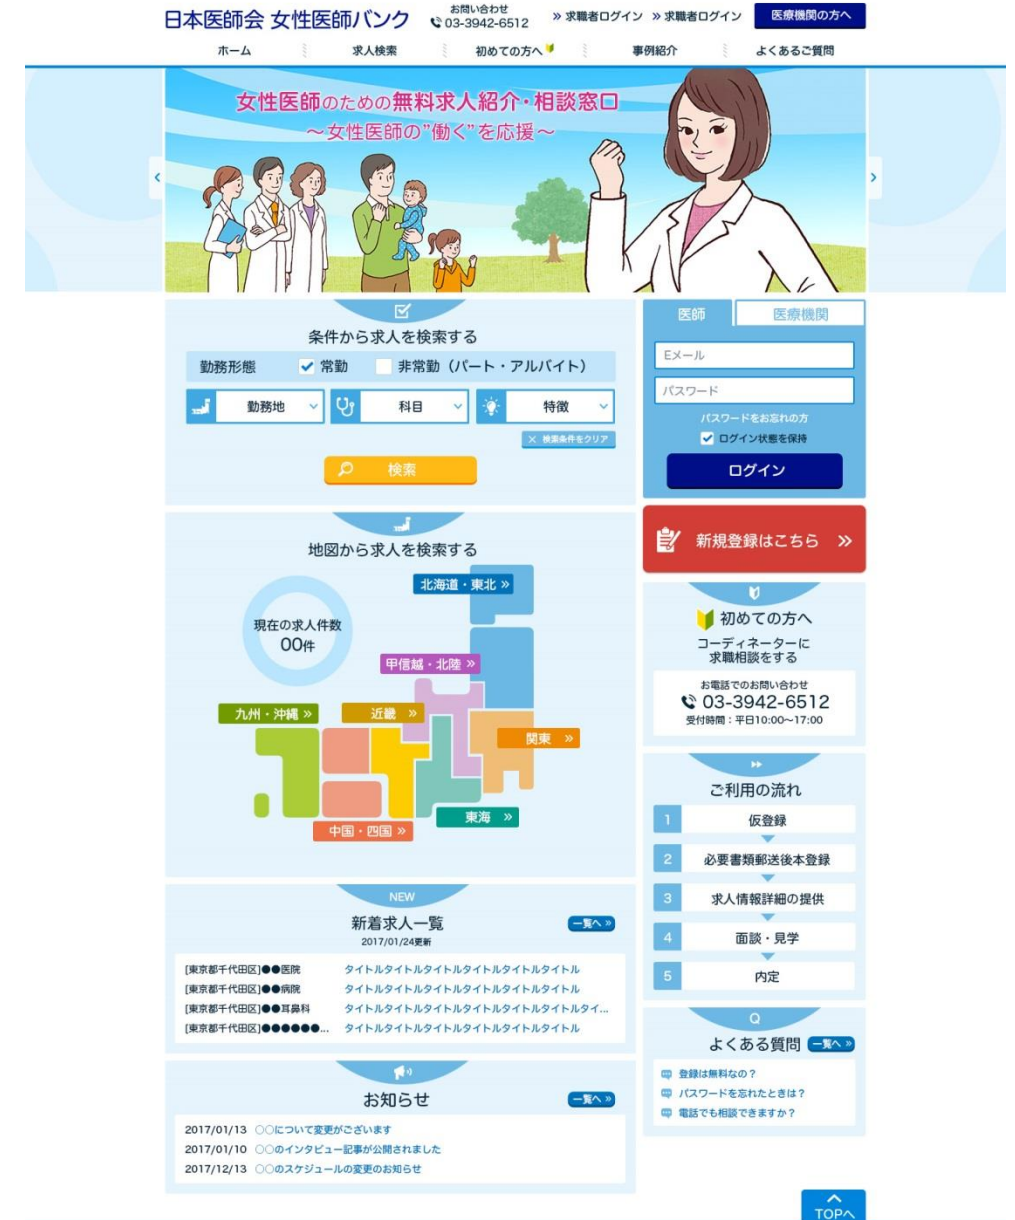 日本医師会 女性医師バンク
お問い合わせ
03-3942-6512
» 求職者ログイン
» 求職者ログイン
医療機関の方へ
ホーム
求人検索
初めての方へ
事例紹介
よくあるご質問
女性医師のための無料求人紹介・相談窓口
～女性医師の”働く”を応援～
条件から求人を検索する
勤務形態
常勤
非常勤（パート・アルバイト）
勤務地
科目
特徴
× 検索条件をクリア
検索
医師
医療機関
Eメール
パスワード
パスワードをお忘れの方
ログイン状態を保持
ログイン
新規登録はこちら »
地図から求人を検索する
現在の求人件数
00件
北海道・東北 »
甲信越・北陸 »
九州・沖縄 »
近畿 »
関東 »
東海 »
中国・四国 »
初めての方へ
コーディネーターに
求職相談をする
お電話でのお問い合わせ
03-3942-6512
受付時間：平日10:00〜17:00
ご利用の流れ
1 仮登録
2 必要書類郵送後本登録
3 求人情報詳細の提供
4 面談・見学
5 内定
NEW
新着求人一覧
一覧へ »
2017/01/24更新
[東京都千代田区]●●医院 タイトルタイトルタイトルタイトルタイトルタイトル
[東京都千代田区]●●病院 タイトルタイトルタイトルタイトルタイトルタイトル
[東京都千代田区]●●耳鼻科 タイトルタイトルタイトルタイトルタイトルタイトルタイ...
[東京都千代田区]●●●●●●... タイトルタイトルタイトルタイトルタイトルタイトル
Q
よくある質問
一覧へ »
登録は無料なの？
パスワードを忘れたときは？
電話でも相談できますか？
お知らせ
一覧へ »
2017/01/13 ○○について変更がございます
2017/01/10 ○○のインタビュー記事が公開されました
2017/12/13 ○○のスケジュールの変更のお知らせ
TOPへ